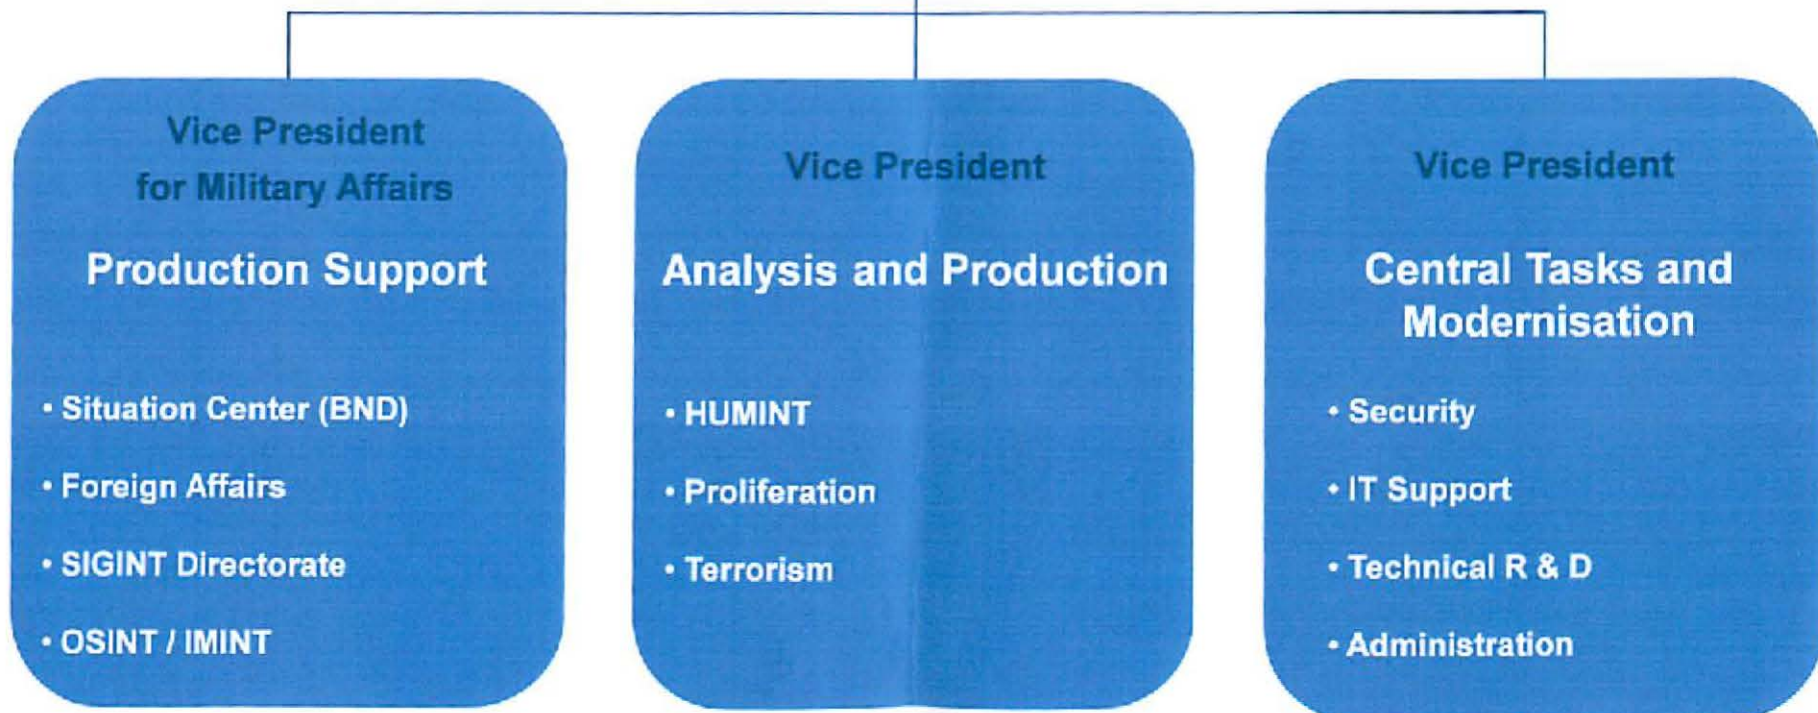 Vice President
for Military Affairs
Production Support
• Situation Center (BND)
• Foreign Affairs
• SIGINT Directorate
• OSINT / IMINT
Vice President
Analysis and Production
• HUMINT
• Proliferation
• Terrorism
Vice President
Central Tasks and
Modernisation
• Security
• IT Support
• Technical R & D
• Administration